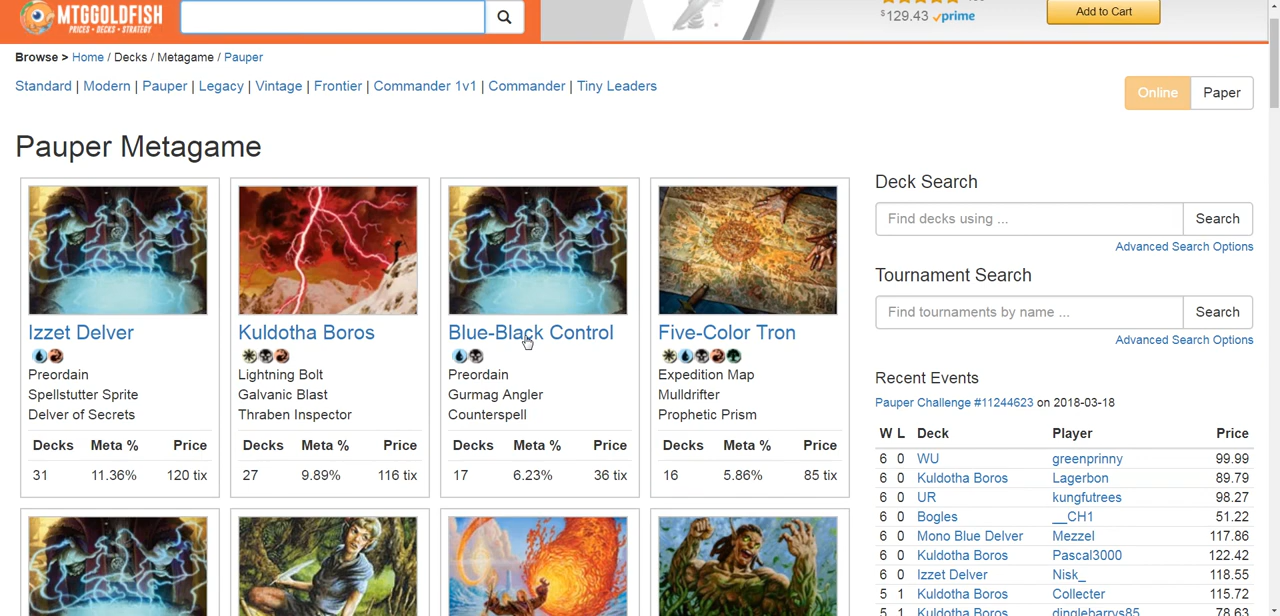 MTGGOLDFISH
PRICES • DECKS • STRATEGY
$129.43 prime
Add to Cart
Browse > Home / Decks / Metagame / Pauper
Standard | Modern | Pauper | Legacy | Vintage | Frontier | Commander 1v1 | Commander | Tiny Leaders
Online Paper
Pauper Metagame
Izzet Delver
Preordain
Spellstutter Sprite
Delver of Secrets
Decks Meta % Price
31 11.36% 120 tix
Kuldotha Boros
Lightning Bolt
Galvanic Blast
Thraben Inspector
Decks Meta % Price
27 9.89% 116 tix
Blue-Black Control
Preordain
Gurmag Angler
Counterspell
Decks Meta % Price
17 6.23% 36 tix
Five-Color Tron
Expedition Map
Mulldrifter
Prophetic Prism
Decks Meta % Price
16 5.86% 85 tix
Deck Search
Find decks using ... Search
Advanced Search Options
Tournament Search
Find tournaments by name ... Search
Advanced Search Options
Recent Events
Pauper Challenge #11244623 on 2018-03-18
W L Deck Player Price
6 0 WU greenprinny 99.99
6 0 Kuldotha Boros Lagerbon 89.79
6 0 UR kungfutrees 98.27
6 0 Bogles __CH1 51.22
6 0 Mono Blue Delver Mezzel 117.86
6 0 Kuldotha Boros Pascal3000 122.42
6 0 Izzet Delver Nisk_ 118.55
5 1 Kuldotha Boros Collecter 115.72
5 1 Kuldotha Boros dinglebarrys85 78.63